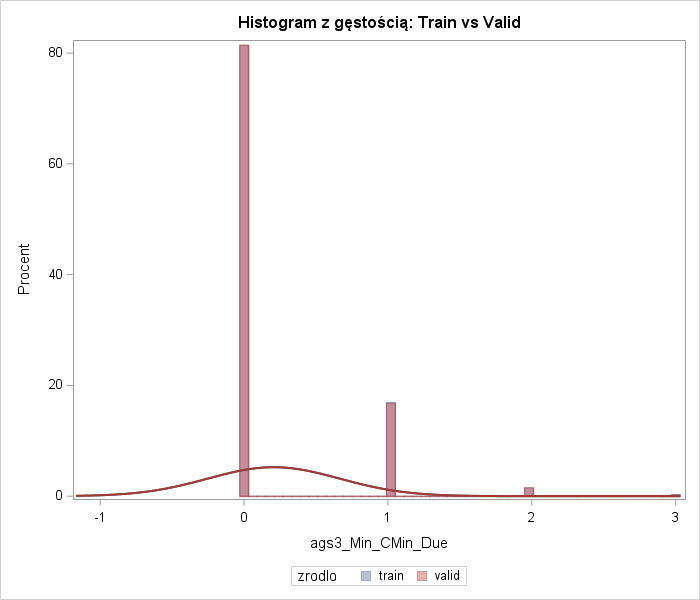 Histogram z gęstością: Train vs Valid
80
60
40
20
0
Procent
-1 0 1 2 3
ags3_Min_CMin_Due
zrodlo train valid